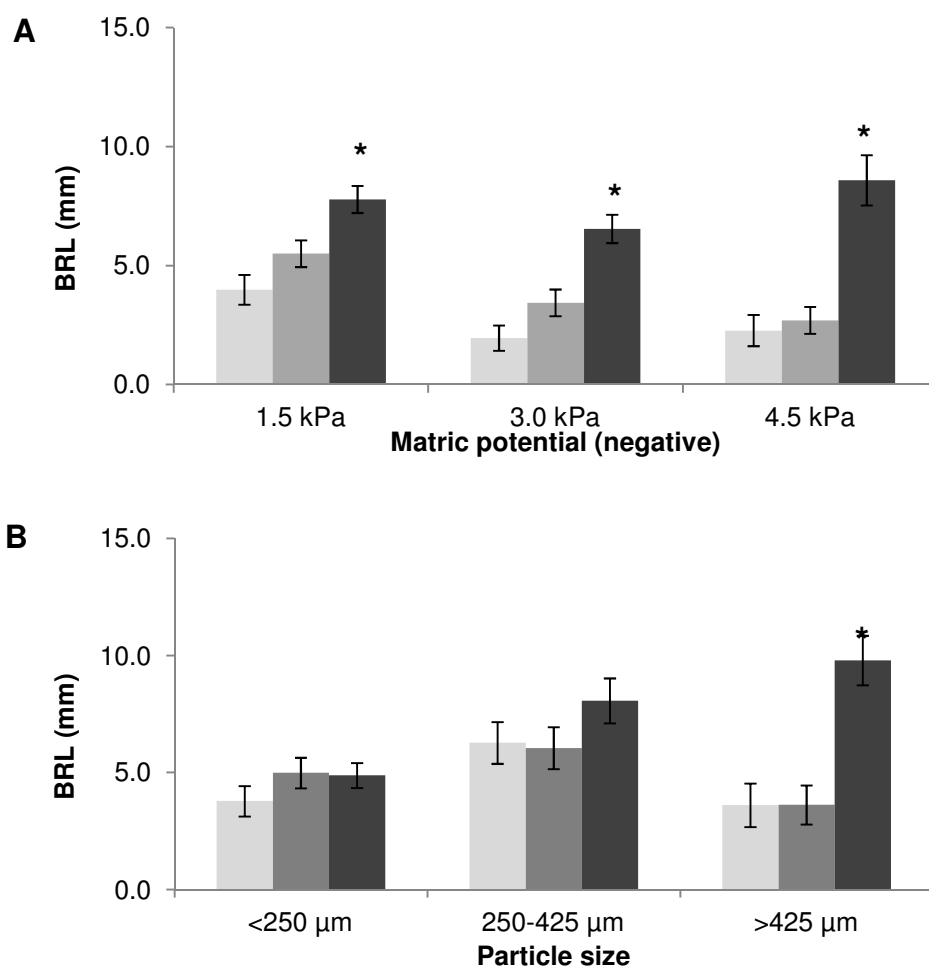 A
15.0
10.0
5.0
0.0
BRL (mm)
*
*
*
1.5 kPa 3.0 kPa 4.5 kPa
Matric potential (negative)
B
15.0
10.0
5.0
0.0
BRL (mm)
*
<250 µm 250-425 µm >425 µm
Particle size